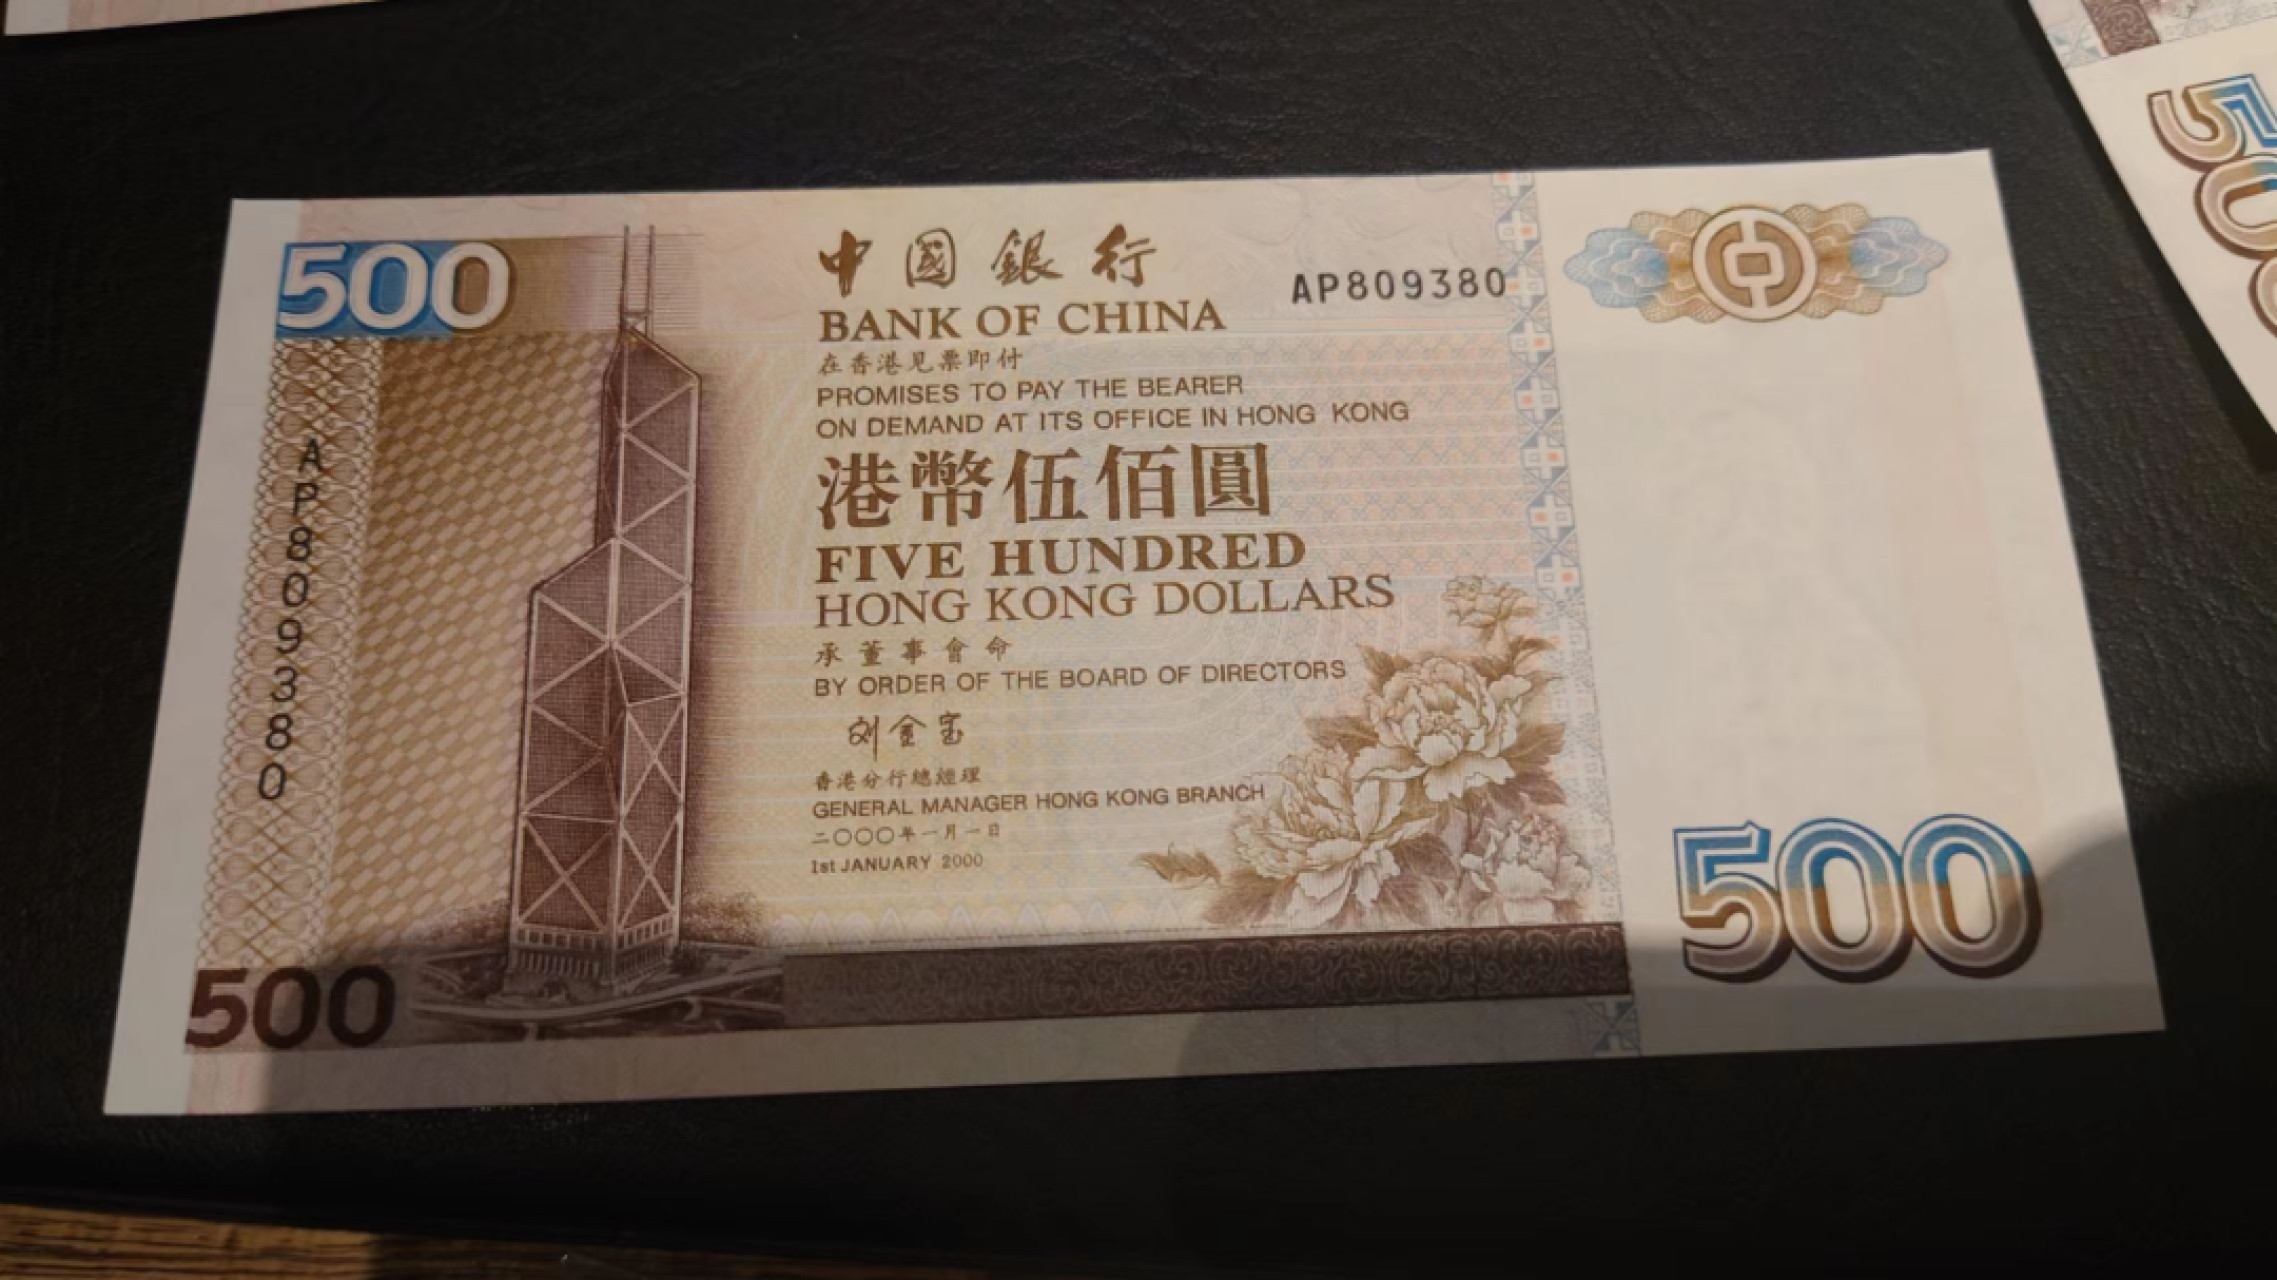 500
中國銀行
BANK OF CHINA
AP809380
在香港見票即付
PROMISES TO PAY THE BEARER
ON DEMAND AT ITS OFFICE IN HONG KONG
港幣伍佰圓
FIVE HUNDRED
HONG KONG DOLLARS
承董事會命
BY ORDER OF THE BOARD OF DIRECTORS
刘金宝
香港分行總經理
GENERAL MANAGER HONG KONG BRANCH
二〇〇〇年一月一日
1st JANUARY 2000
AP809380
500
500
500